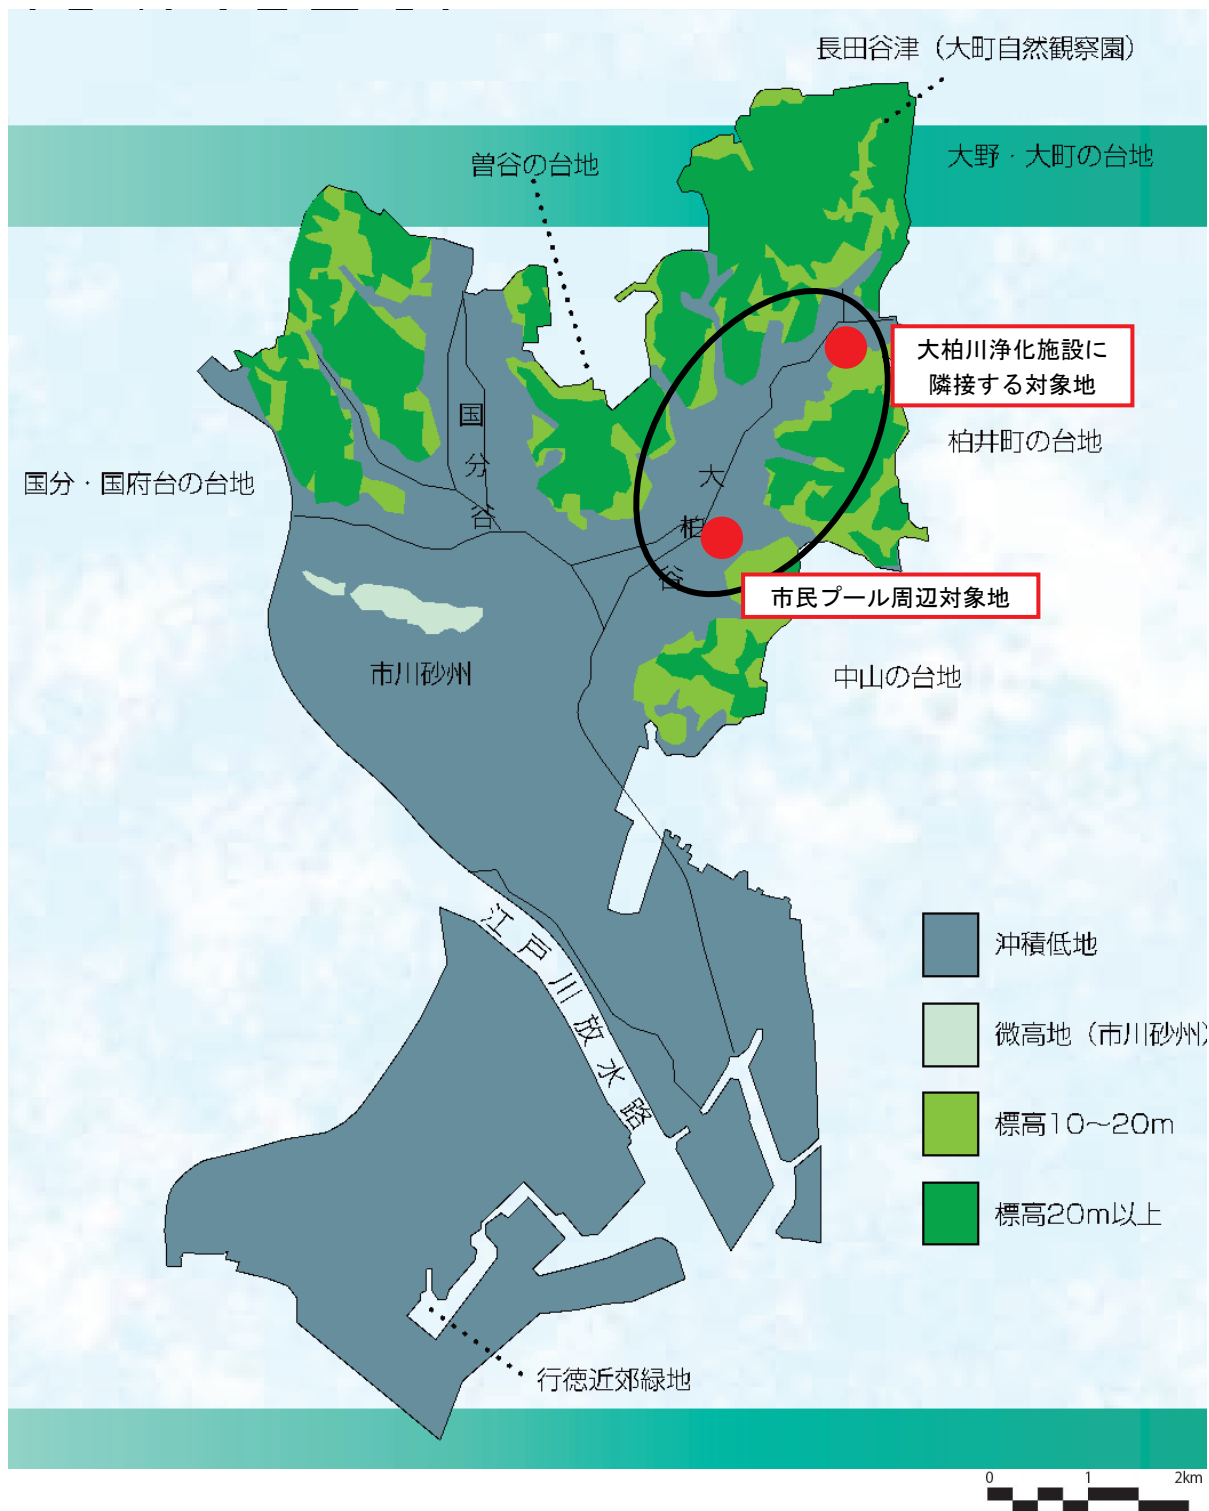 長田谷津（大町自然観察園）
曽谷の台地
大野・大町の台地
大柏川浄化施設に
隣接する対象地
国分谷
大柏谷
柏井町の台地
国分・国府台の台地
市民プール周辺対象地
市川砂州
中山の台地
江戸川放水路
沖積低地
微高地（市川砂州）
標高10～20m
標高20m以上
行徳近郊緑地
0 1 2km